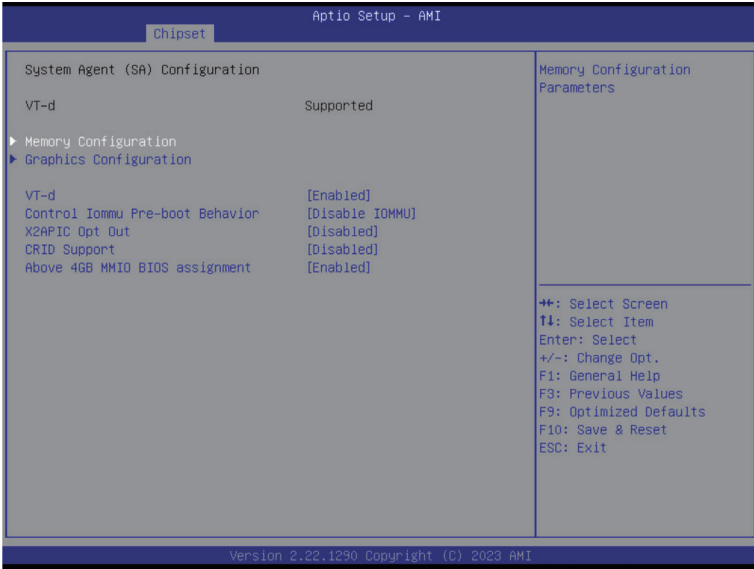 Aptio Setup – AMI
Chipset
System Agent (SA) Configuration
VT-d Supported
Memory Configuration
Graphics Configuration
VT-d [Enabled]
Control Iommu Pre-boot Behavior [Disable IOMMU]
X2APIC Opt Out [Disabled]
CRID Support [Disabled]
Above 4GB MMIO BIOS assignment [Enabled]
Memory Configuration
Parameters
→←: Select Screen
↑↓: Select Item
Enter: Select
+/-: Change Opt.
F1: General Help
F3: Previous Values
F9: Optimized Defaults
F10: Save & Reset
ESC: Exit
Version 2.22.1290 Copyright (C) 2023 AMI